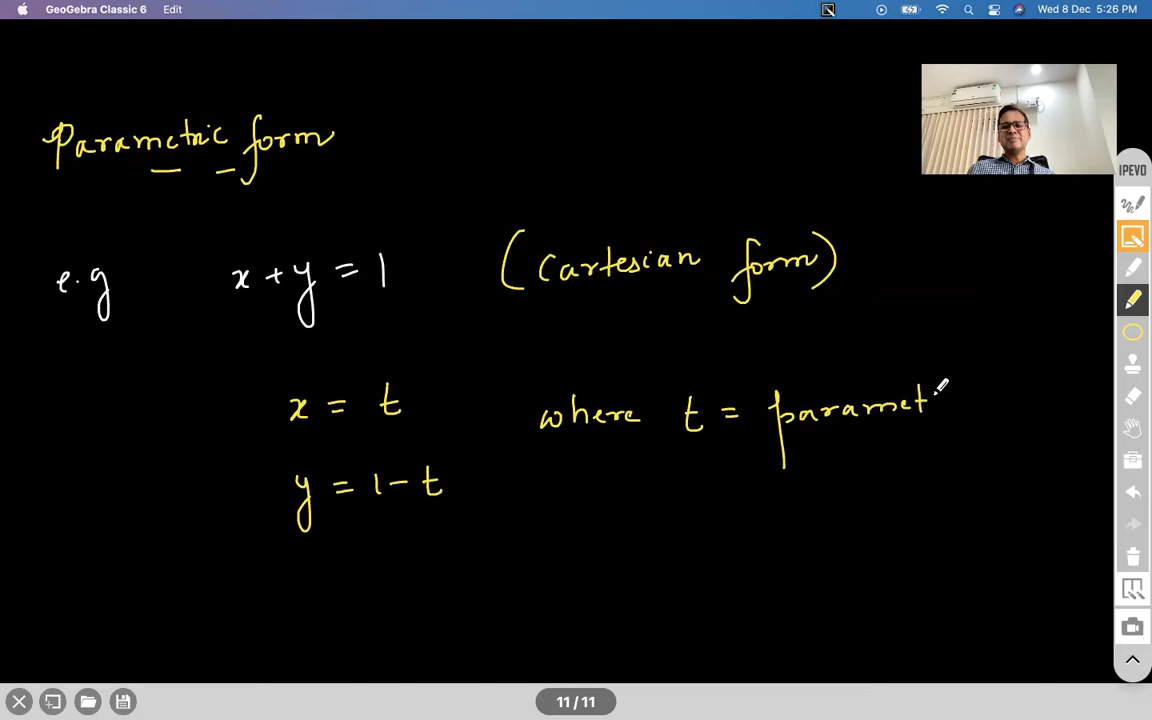 GeoGebra Classic 6 Edit Wed 8 Dec 5:26 PM
Parametric form
IPEVO
e.g x + y = 1 (Cartesian form)
x = t where t = paramet
y = 1 - t
11 / 11